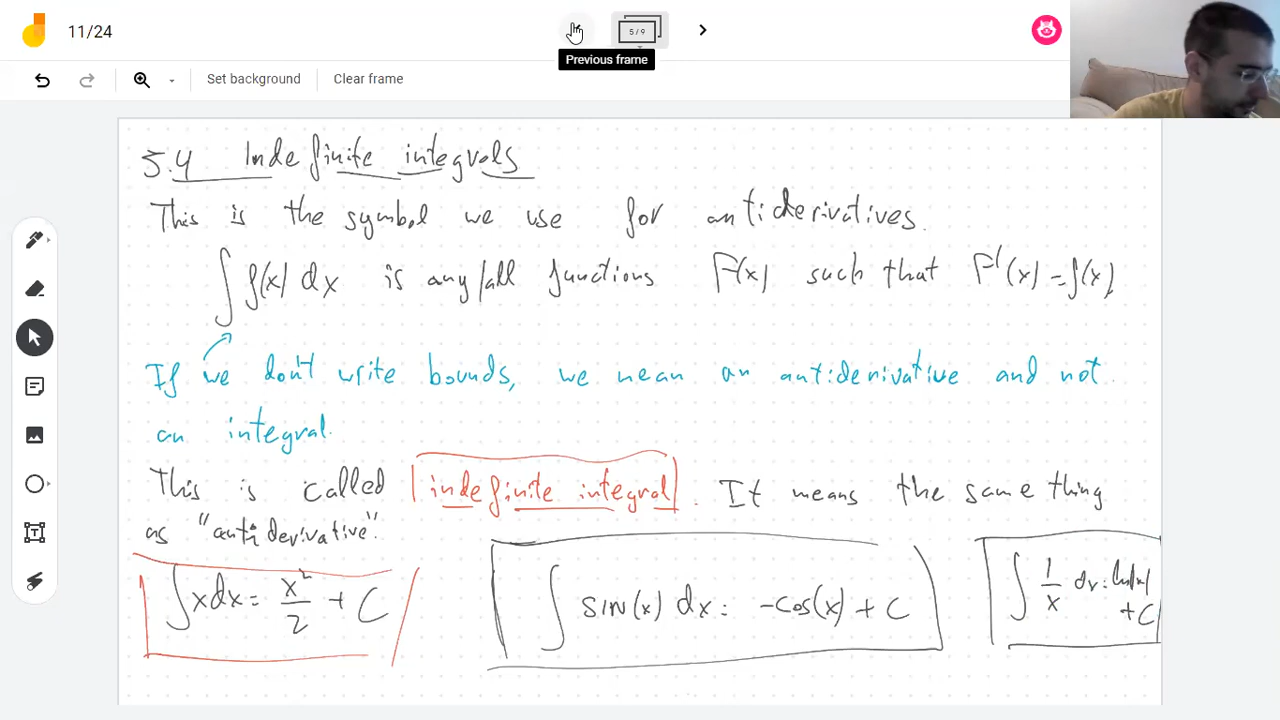 11/24
5/9
Previous frame
Set background
Clear frame
5.4 Indefinite integrals
This is the symbol we use for antiderivatives.
∫ f(x) dx is any/all functions F(x) such that F'(x) = f(x).
If we don't write bounds, we mean an antiderivative and not
an integral.
This is called indefinite integral. It means the same thing
as "antiderivative".
∫ x dx = x²/2 + C
∫ sin(x) dx = -cos(x) + C
∫ 1/x dx = ln|x|
+ C